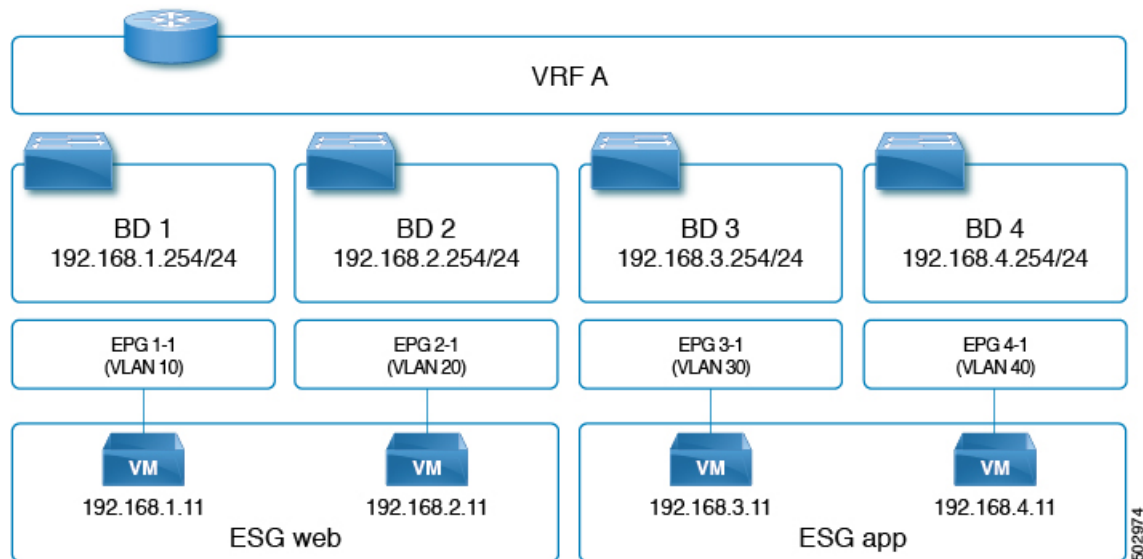 VRF A
BD 1
192.168.1.254/24
BD 2
192.168.2.254/24
BD 3
192.168.3.254/24
BD 4
192.168.4.254/24
EPG 1-1
(VLAN 10)
EPG 2-1
(VLAN 20)
EPG 3-1
(VLAN 30)
EPG 4-1
(VLAN 40)
VM
192.168.1.11
VM
192.168.2.11
ESG web
VM
192.168.3.11
VM
192.168.4.11
ESG app
502974